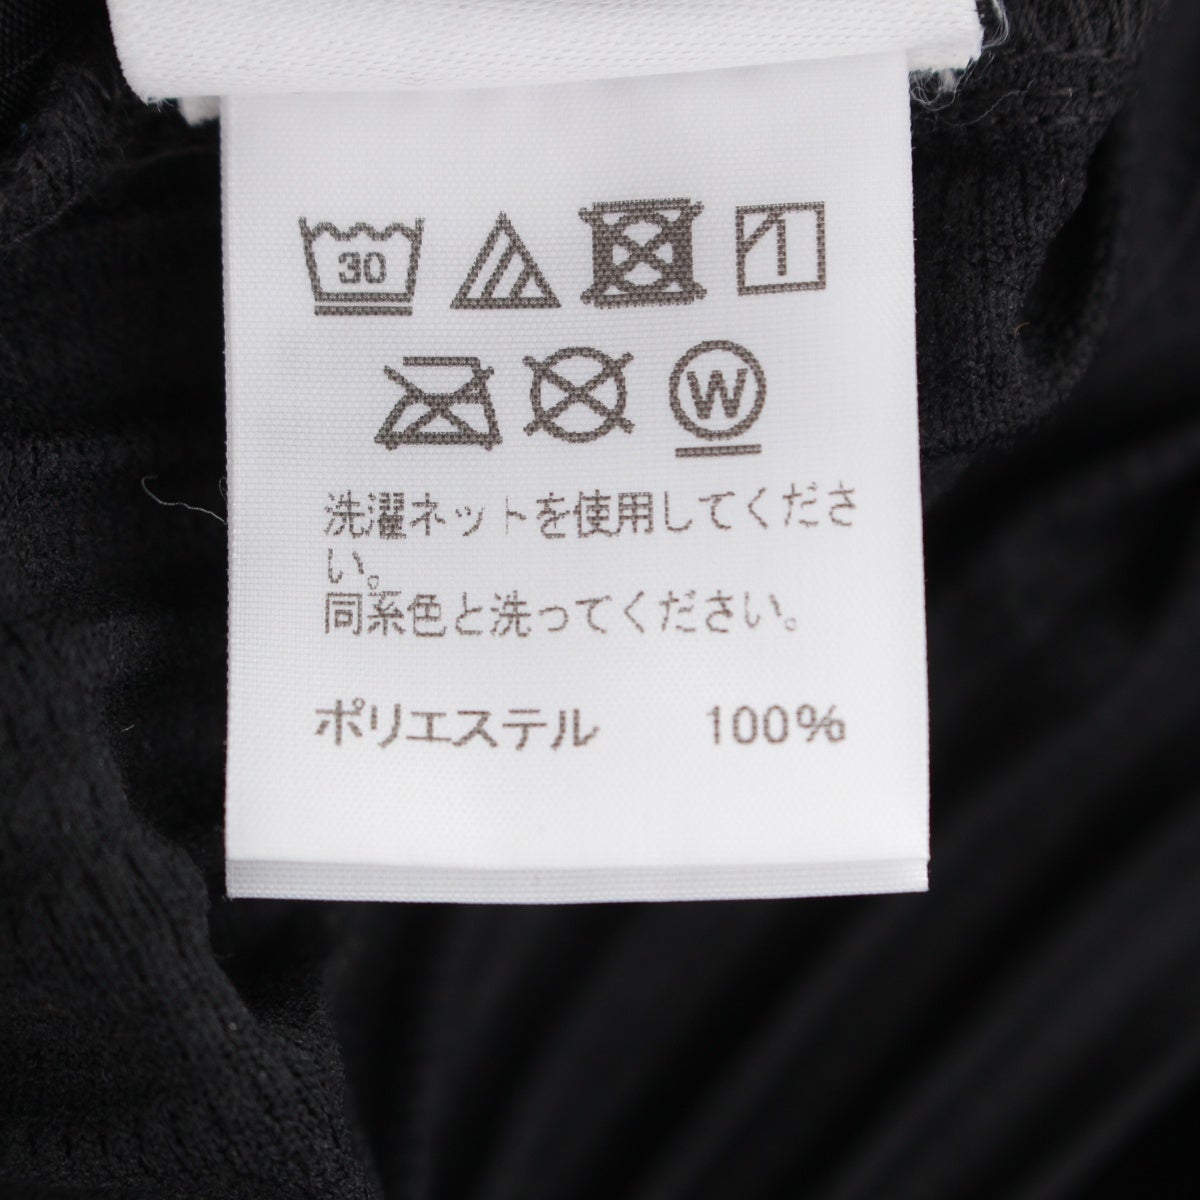 30
W
洗濯ネットを使用してくださ
い。
同系色と洗ってください。
ポリエステル 100%